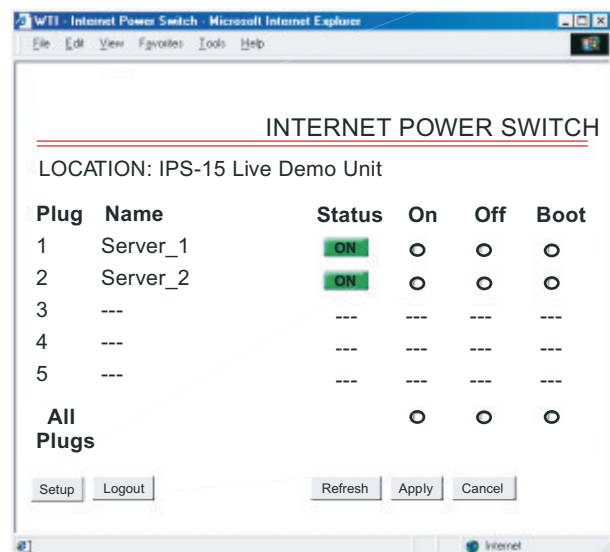 WTI - Internet Power Switch - Microsoft Internet Explorer
File Edit View Favorites Tools Help
INTERNET POWER SWITCH
LOCATION: IPS-15 Live Demo Unit
Plug Name Status On Off Boot
1 Server_1 ON
2 Server_2 ON
3 --- --- --- --- ---
4 --- --- --- --- ---
5 --- --- --- --- ---
All
Plugs
Setup Logout Refresh Apply Cancel
Internet